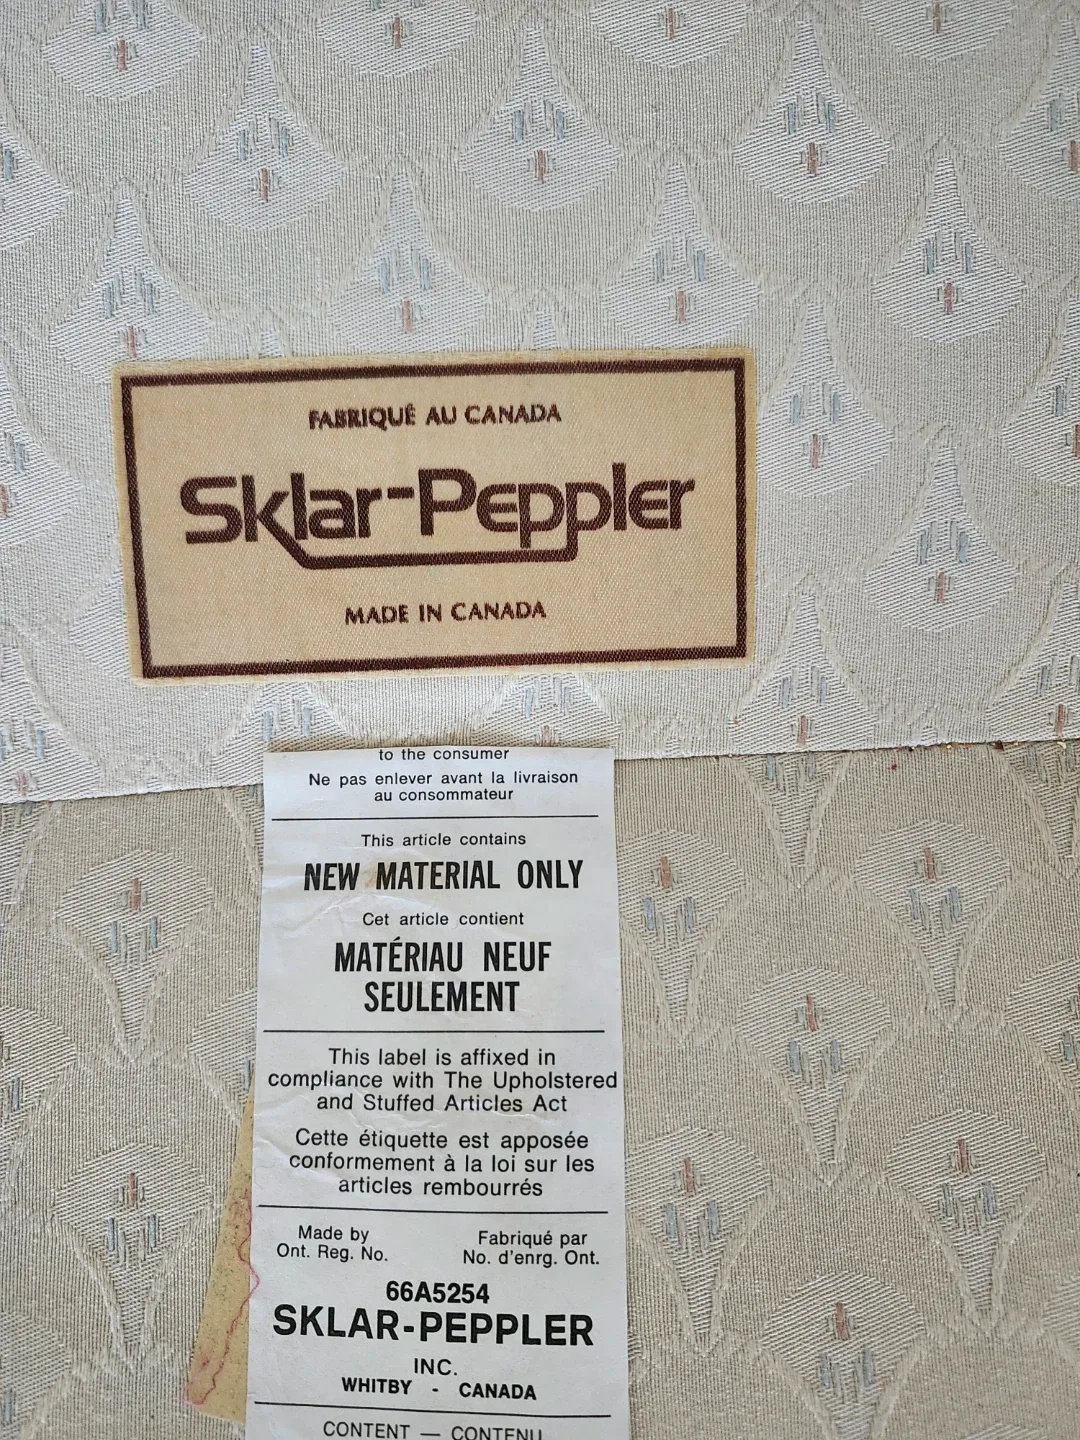 FABRIQUÉ AU CANADA
Sklar-Peppler
MADE IN CANADA
to the consumer
Ne pas enlever avant la livraison
au consommateur
This article contains
NEW MATERIAL ONLY
Cet article contient
MATÉRIAU NEUF
SEULEMENT
This label is affixed in
compliance with The Upholstered
and Stuffed Articles Act
Cette étiquette est apposée
conformement à la loi sur les
articles rembourrés
Made by Fabriqué par
Ont. Reg. No. No. d'enrg. Ont.
66A5254
SKLAR-PEPPLER
INC.
WHITBY - CANADA
CONTENT — CONTENU